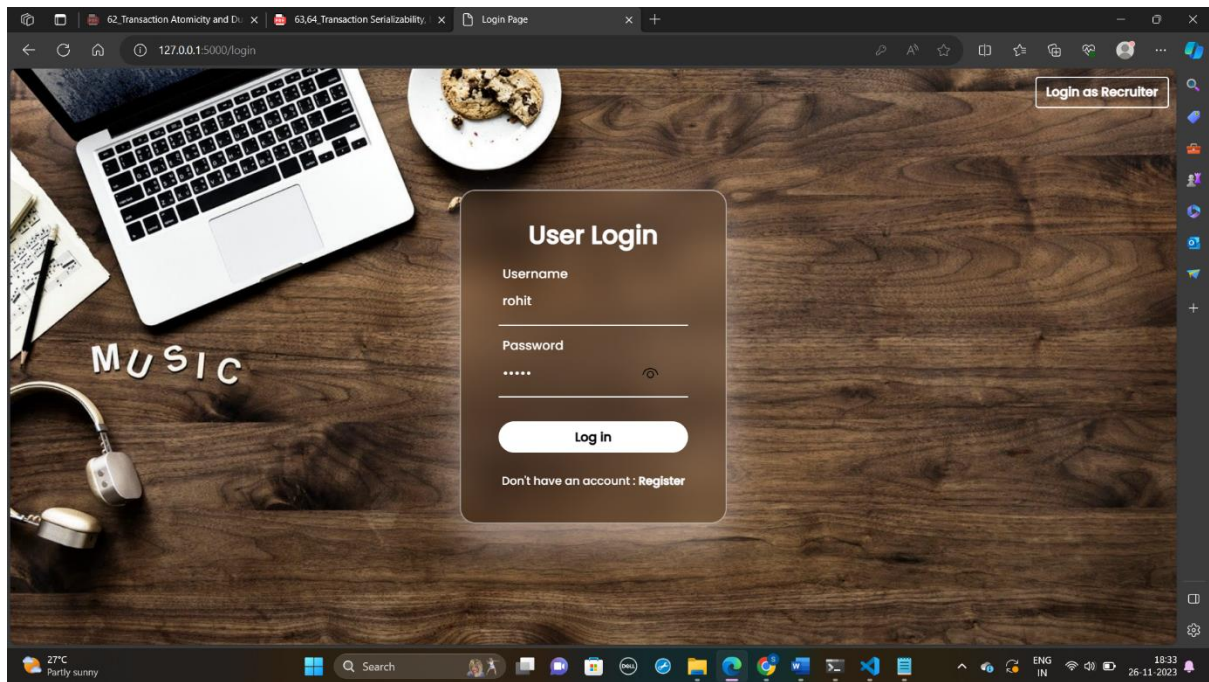 62_Transaction Atomicity and Du
63,64_Transaction Serializability,
Login Page
127.0.0.1:5000/login
Login as Recruiter
User Login
Username
rohit
Password
•••••
Log in
Don't have an account : Register
MUSIC
27°C
Partly sunny
Search
ENG
IN
18:33
26-11-2023